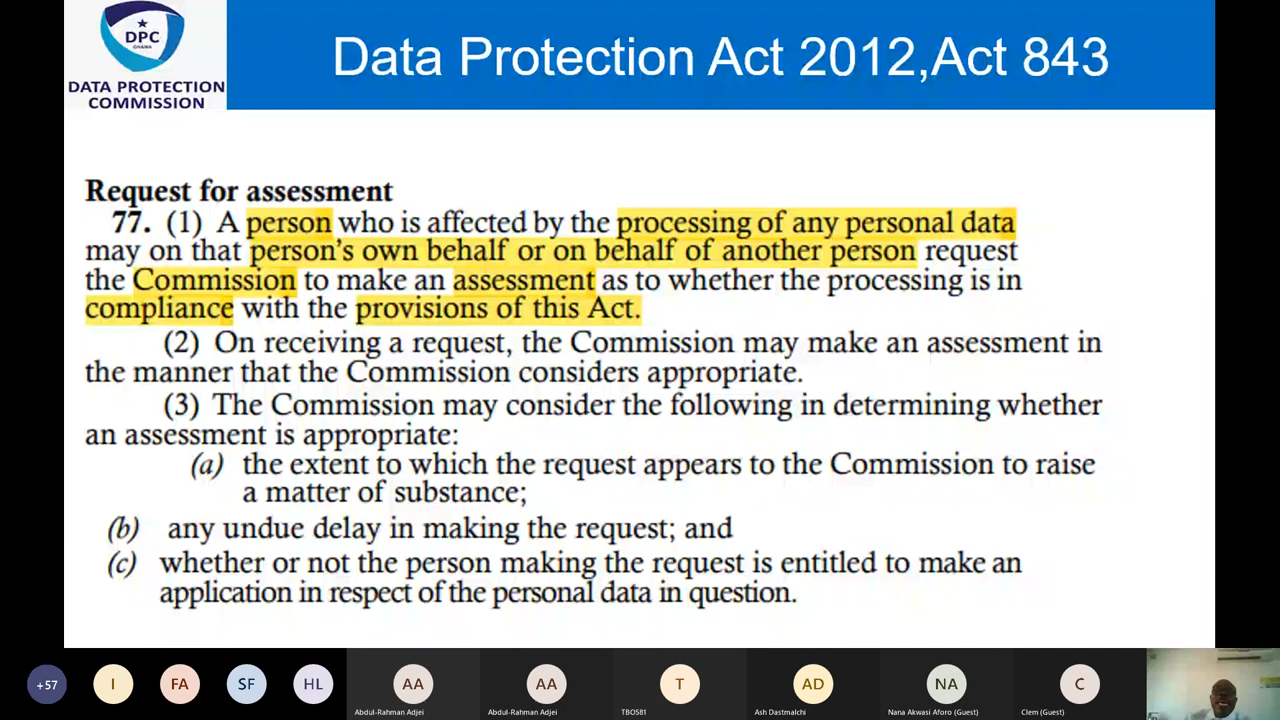 DPC
GHANA
DATA PROTECTION
COMMISSION
Data Protection Act 2012,Act 843
Request for assessment
77. (1) A person who is affected by the processing of any personal data
may on that person's own behalf or on behalf of another person request
the Commission to make an assessment as to whether the processing is in
compliance with the provisions of this Act.
(2) On receiving a request, the Commission may make an assessment in
the manner that the Commission considers appropriate.
(3) The Commission may consider the following in determining whether
an assessment is appropriate:
(a) the extent to which the request appears to the Commission to raise
a matter of substance;
(b) any undue delay in making the request; and
(c) whether or not the person making the request is entitled to make an
application in respect of the personal data in question.
+57
I
FA
SF
HL
AA
AA
T
AD
NA
C
Abdul-Rahman Adjei
Abdul-Rahman Adjei
TBO581
Ash Dastmalchi
Nana Akwasi Aforo (Guest)
Clem (Guest)